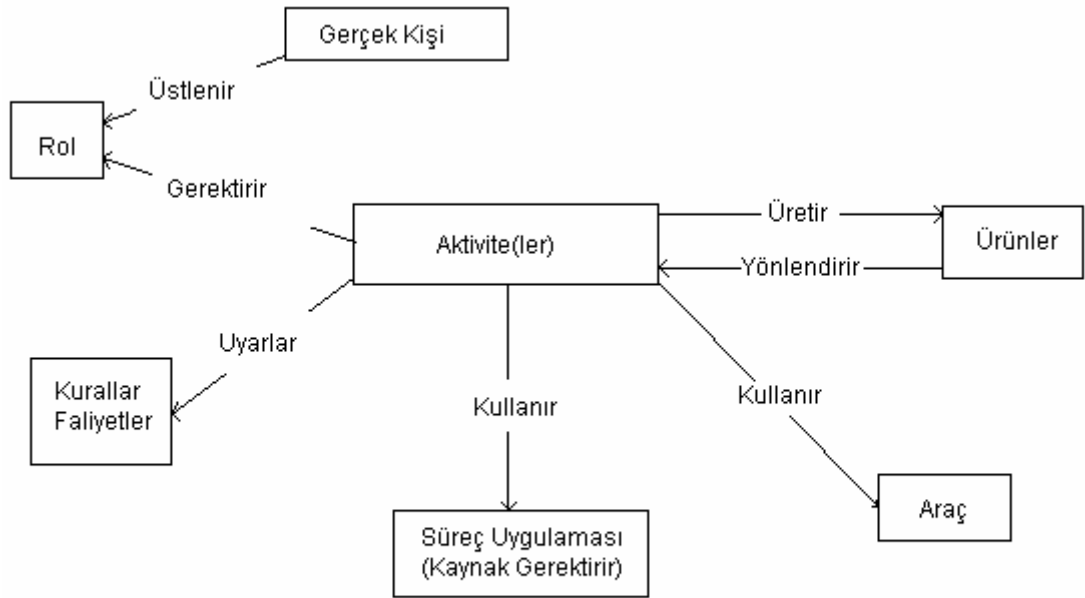 Gerçek Kişi
Üstlenir
Rol
Gerektirir
Aktivite(ler)
Üretir
Ürünler
Yönlendirir
Uyarlar
Kurallar
Faliyetler
Kullanır
Kullanır
Araç
Süreç Uygulaması
(Kaynak Gerektirir)